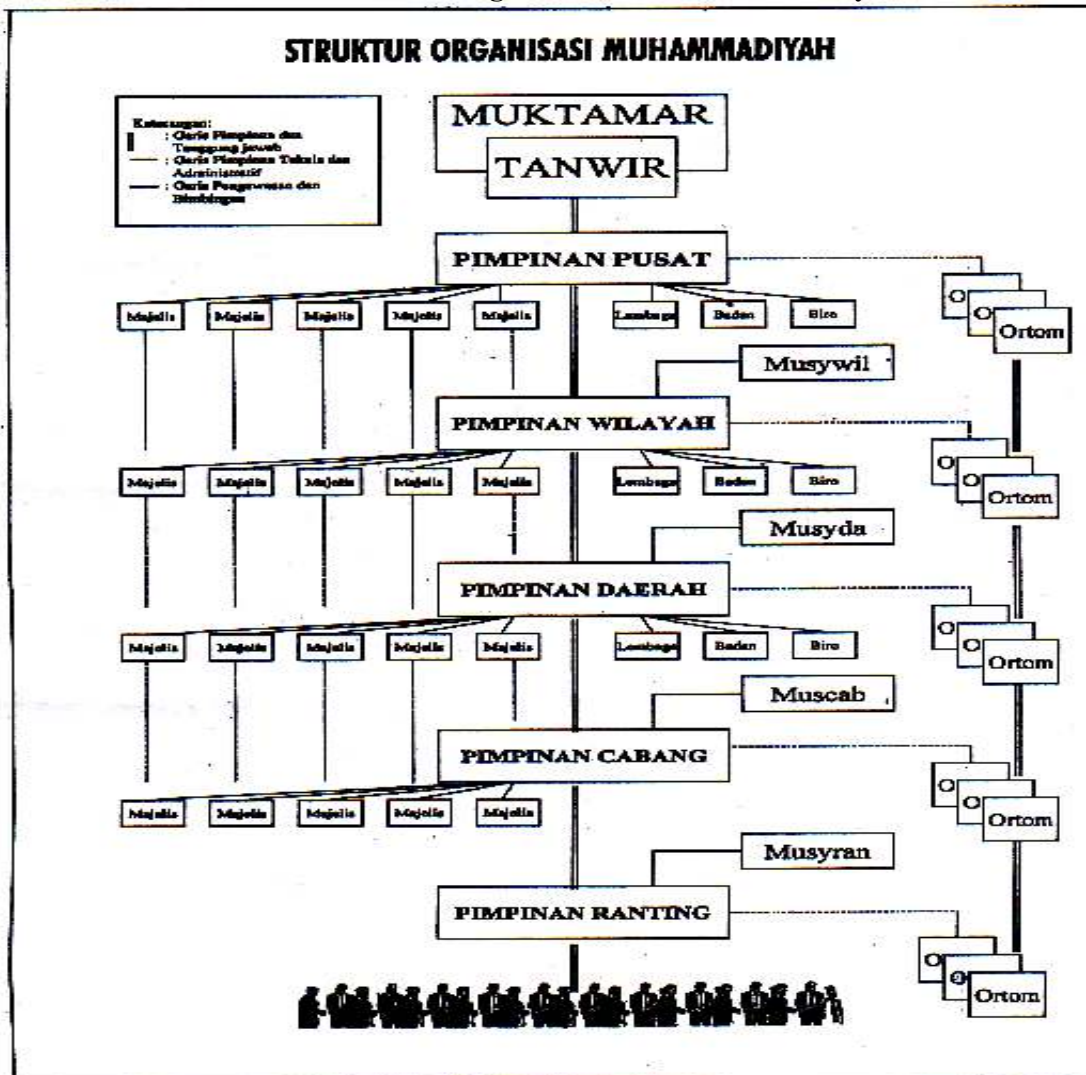 STRUKTUR ORGANISASI MUHAMMADIYAH
Keterangan:
: Garis Pimpinan dan
Tanggung jawab
: Garis Pimpinan Teknis dan
Administratif
: Garis Pengawasan dan
Bimbingan
MUKTAMAR
TANWIR
PIMPINAN PUSAT
Majelis Majelis Majelis Majelis Majelis Lembaga Badan Biro
O
O
Ortom
Musywil
PIMPINAN WILAYAH
Majelis Majelis Majelis Majelis Majelis Lembaga Badan Biro
O
O
Ortom
Musyda
PIMPINAN DAERAH
Majelis Majelis Majelis Majelis Majelis Lembaga Badan Biro
O
O
Ortom
Muscab
PIMPINAN CABANG
Majelis Majelis Majelis Majelis Majelis
O
O
Ortom
Musyran
PIMPINAN RANTING
O
O
Ortom